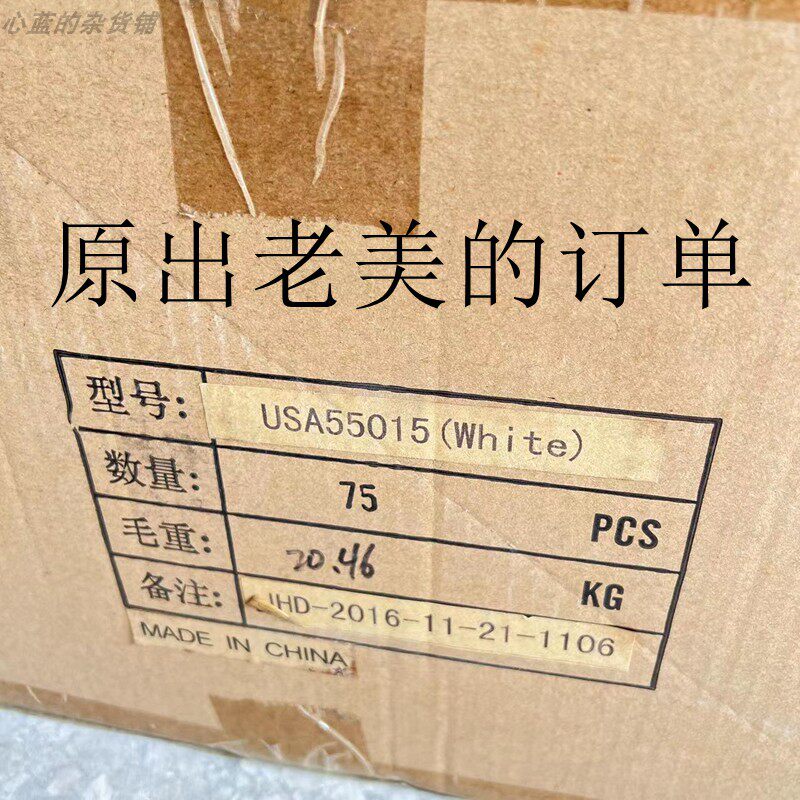 心蓝的杂货铺
原出老美的订单
型号: USA55015(White)
数量: 75 PCS
毛重: 20.46 KG
备注: JHD-2016-11-21-1106
MADE IN CHINA